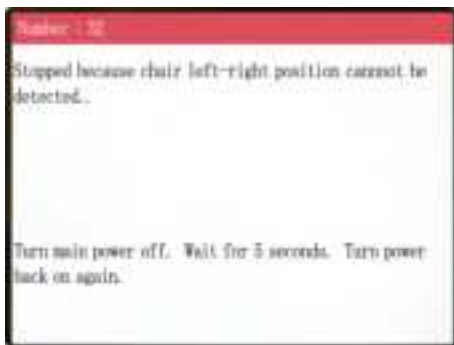 Number : 32
Stopped because chair left-right position cannnot be
detected..
Turn main power off. Wait for 5 seconds. Turn power
back on again.